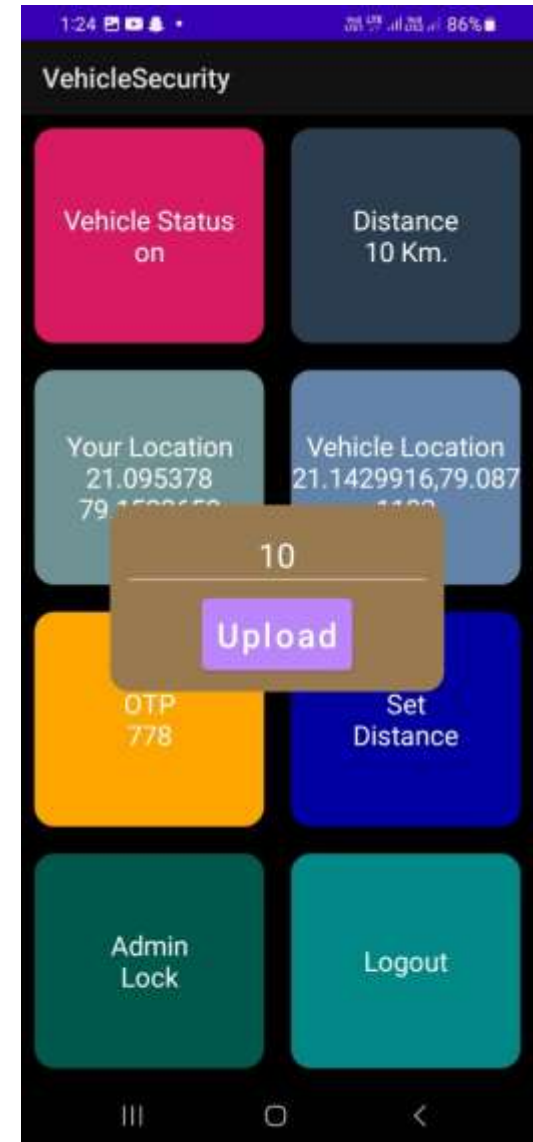 1:24
86%
VehicleSecurity
Vehicle Status
on
Distance
10 Km.
Your Location
21.095378
Vehicle Location
21.1429916,79.087
10
Upload
OTP
778
Set
Distance
Admin
Lock
Logout